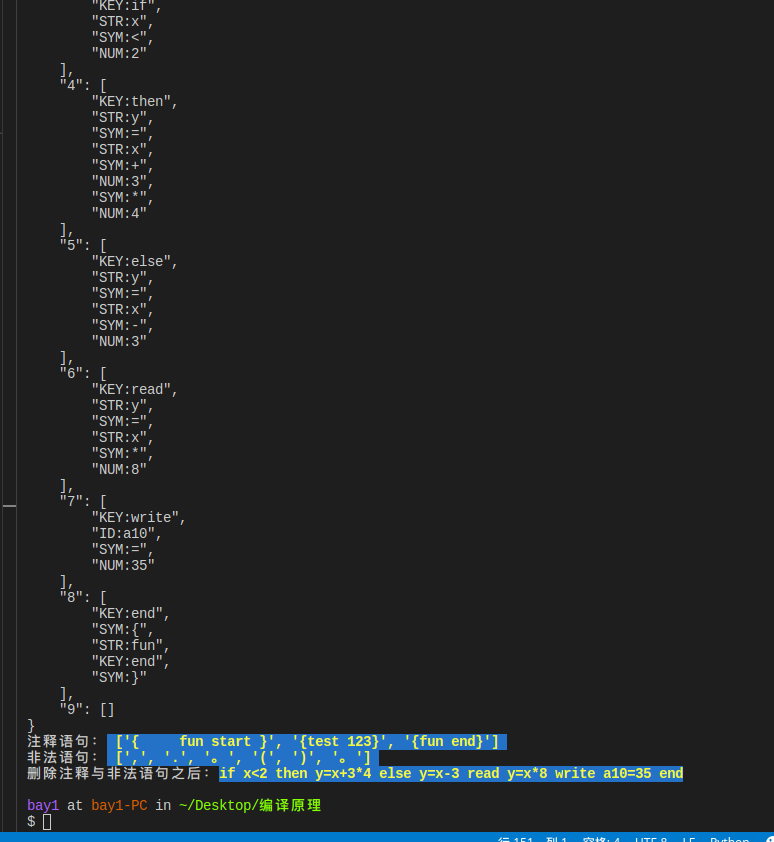 "KEY:if",
"STR:x",
"SYM:<",
"NUM:2"
],
"4": [
"KEY:then",
"STR:y",
"SYM:=",
"STR:x",
"SYM:+",
"NUM:3",
"SYM:*",
"NUM:4"
],
"5": [
"KEY:else",
"STR:y",
"SYM:=",
"STR:x",
"SYM:-",
"NUM:3"
],
"6": [
"KEY:read",
"STR:y",
"SYM:=",
"STR:x",
"SYM:*",
"NUM:8"
],
"7": [
"KEY:write",
"ID:a10",
"SYM:=",
"NUM:35"
],
"8": [
"KEY:end",
"SYM:{",
"STR:fun",
"KEY:end",
"SYM:}"
],
"9": []
}
注释语句: ['{     fun start }', '{test 123}', '{fun end}']
非法语句: [',', '.', '。', '(', ')', '。']
删除注释与非法语句之后: if x<2 then y=x+3*4 else y=x-3 read y=x*8 write a10=35 end
bay1 at bay1-PC in ~/Desktop/编译原理
$
行 151, 列 1 空格: 4 UTF-8 LF Python